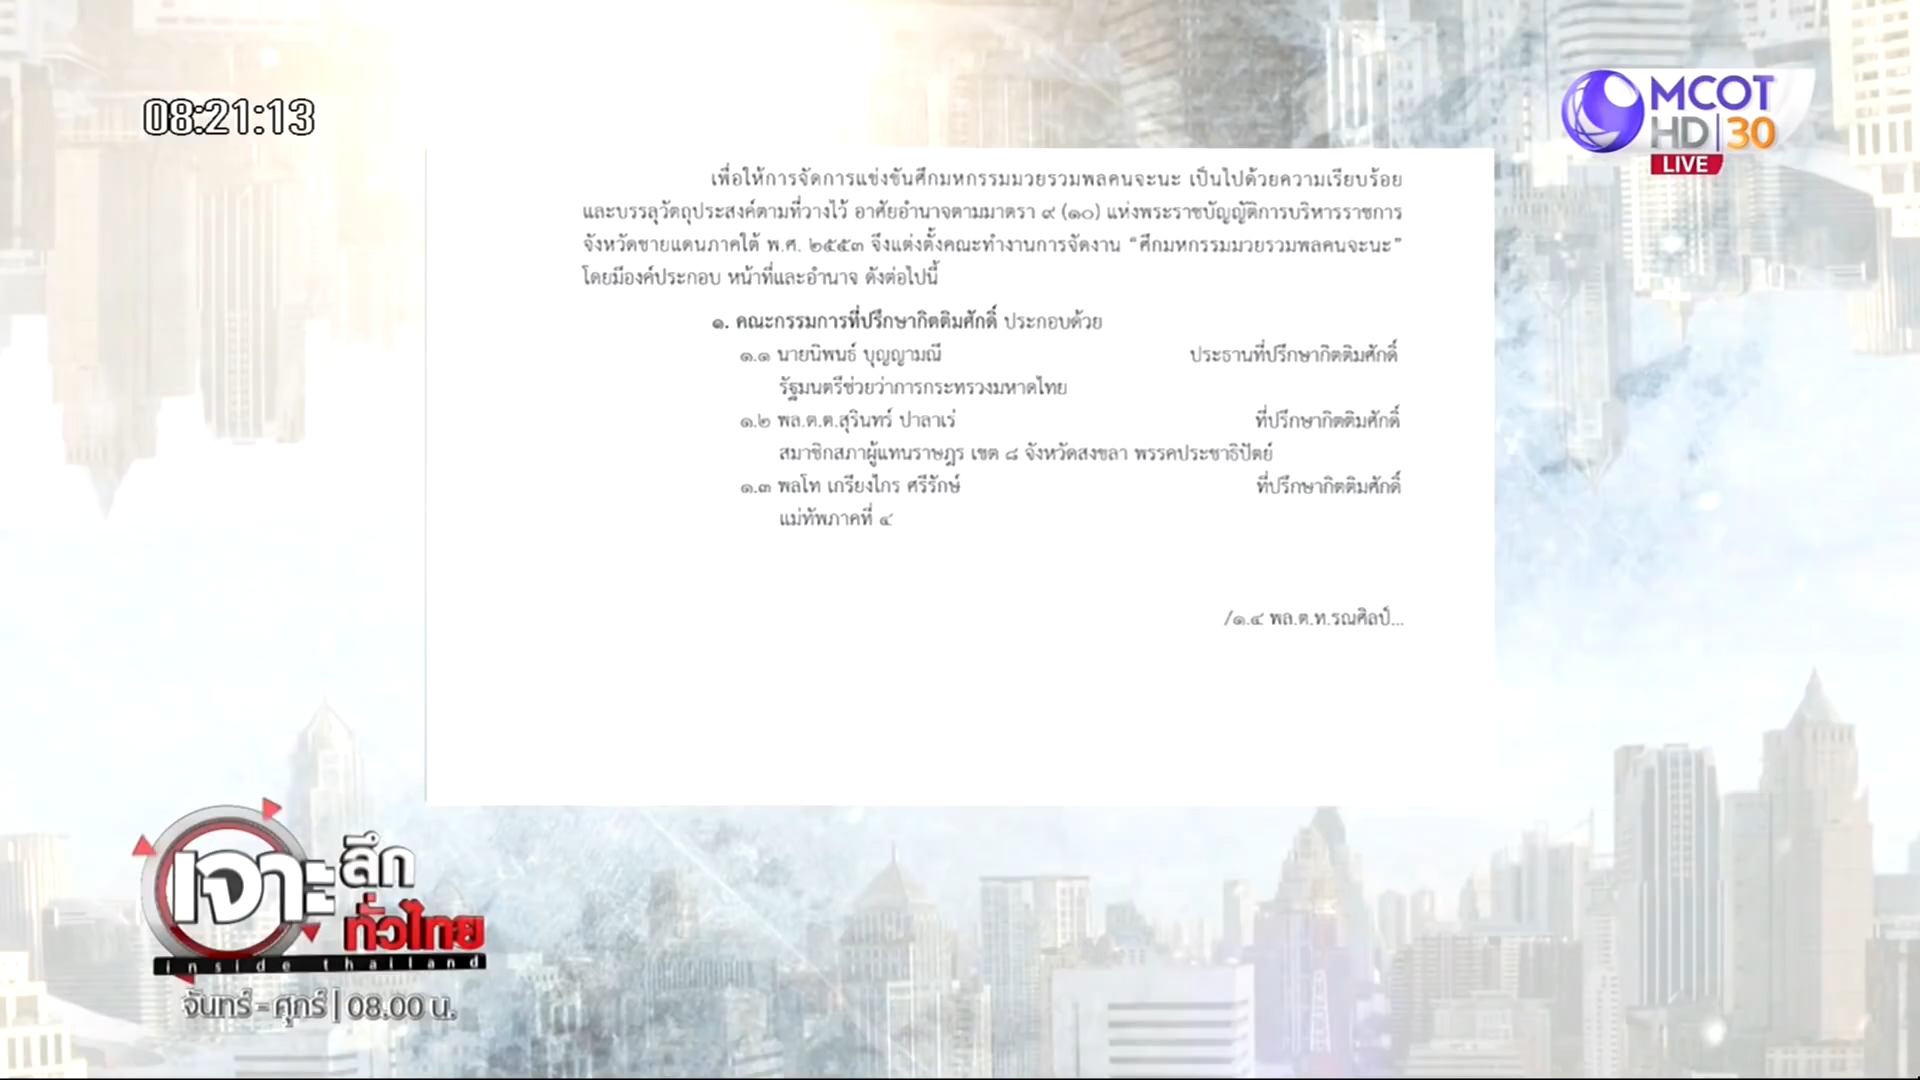 08:21:13
MCOT
HD 30
LIVE
เพื่อให้การจัดการแข่งขันศึกมหกรรมมวยรวมพลคนจะนะ เป็นไปด้วยความเรียบร้อย
และบรรลุวัตถุประสงค์ตามที่วางไว้ อาศัยอำนาจตามมาตรา ๙ (๑๐) แห่งพระราชบัญญัติการบริหารราชการ
จังหวัดชายแดนภาคใต้ พ.ศ. ๒๕๕๓ จึงแต่งตั้งคณะทำงานการจัดงาน “ศึกมหกรรมมวยรวมพลคนจะนะ”
โดยมีองค์ประกอบ หน้าที่และอำนาจ ดังต่อไปนี้
๑. คณะกรรมการที่ปรึกษากิตติมศักดิ์ ประกอบด้วย
๑.๑ นายนิพนธ์ บุญญามณี ประธานที่ปรึกษากิตติมศักดิ์
รัฐมนตรีช่วยว่าการกระทรวงมหาดไทย
๑.๒ พล.ต.ต.สุรินทร์ ปาลาเร่ ที่ปรึกษากิตติมศักดิ์
สมาชิกสภาผู้แทนราษฎร เขต ๘ จังหวัดสงขลา พรรคประชาธิปัตย์
๑.๓ พลโท เกรียงไกร ศรีรักษ์ ที่ปรึกษากิตติมศักดิ์
แม่ทัพภาคที่ ๔
/๑.๔ พล.ต.ท.รณศิลป์...
เจาะลึก
ทั่วไทย
inside thailand
จันทร์ - ศุกร์ | 08.00 น.